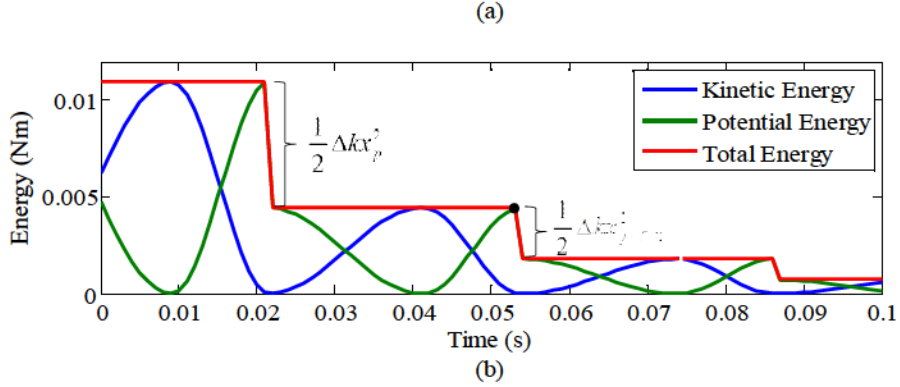 (a)
Energy (Nm)
0.01
0.005
0
Kinetic Energy
Potential Energy
Total Energy
1/2 Δkx
1/2
0 0.01 0.02 0.03 0.04 0.05 0.06 0.07 0.08 0.09 0.1
Time (s)
(b)